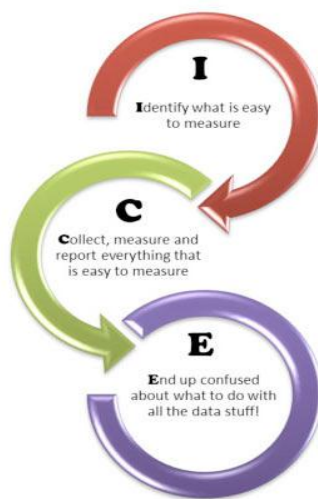 I
Identify what is easy
to measure
C
Collect, measure and
report everything that
is easy to measure
E
End up confused
about what to do with
all the data stuff!